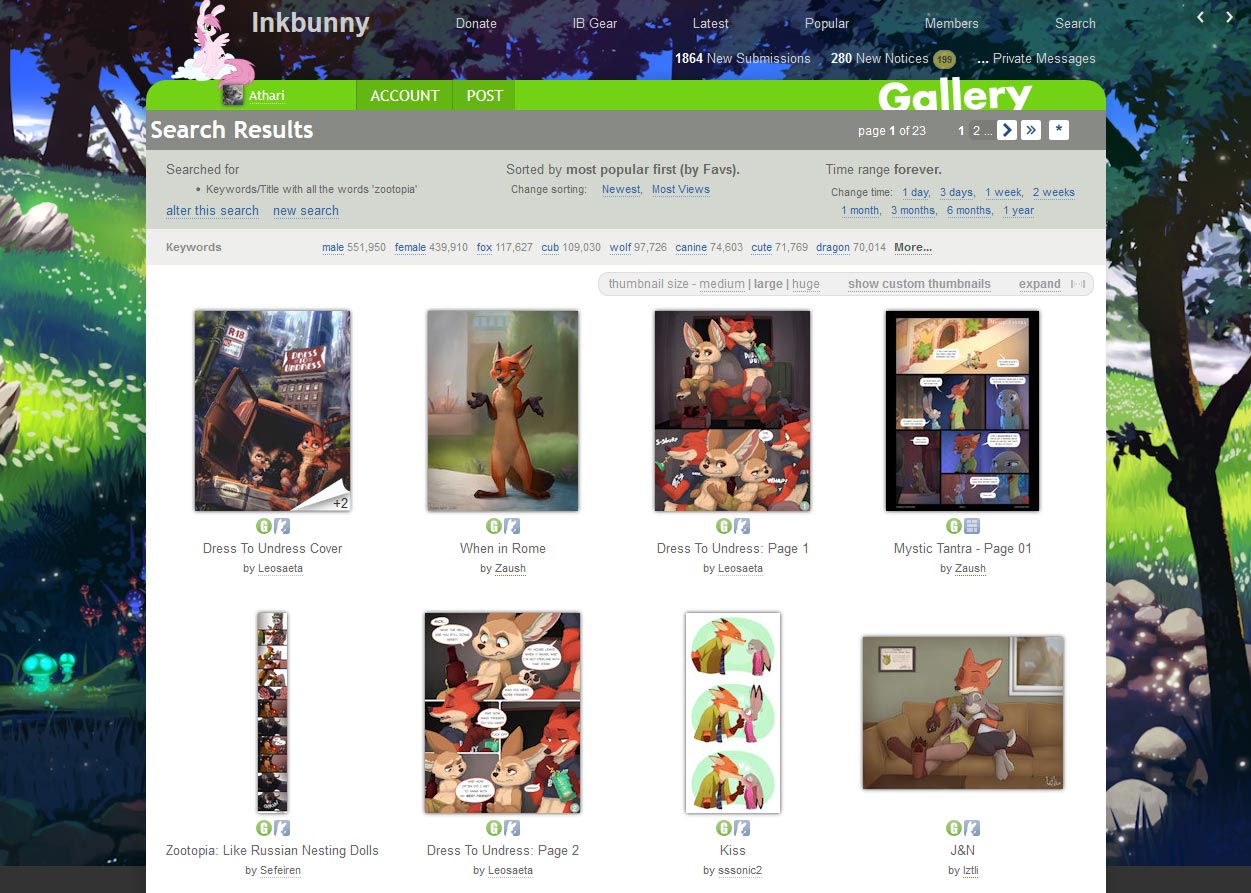 Inkbunny
Donate IB Gear Latest Popular Members Search
1864 New Submissions 280 New Notices 199 ... Private Messages
Athari ACCOUNT POST Gallery
Search Results
page 1 of 23 1 2 ... *
Searched for
• Keywords/Title with all the words 'zootopia'
alter this search new search
Sorted by most popular first (by Favs).
Change sorting: Newest, Most Views
Time range forever.
Change time: 1 day, 3 days, 1 week, 2 weeks
1 month, 3 months, 6 months, 1 year
Keywords male 551,950 female 439,910 fox 117,627 cub 109,030 wolf 97,726 canine 74,603 cute 71,769 dragon 70,014 More...
thumbnail size - medium | large | huge show custom thumbnails expand
R-18
DRESS
TO
UNDRESS
+2
G G G G
Dress To Undress Cover When in Rome Dress To Undress: Page 1 Mystic Tantra - Page 01
by Leosaeta by Zaush by Leosaeta by Zaush
G G G G
Zootopia: Like Russian Nesting Dolls Dress To Undress: Page 2 Kiss J&N
by Sefeiren by Leosaeta by sssonic2 by Iztli